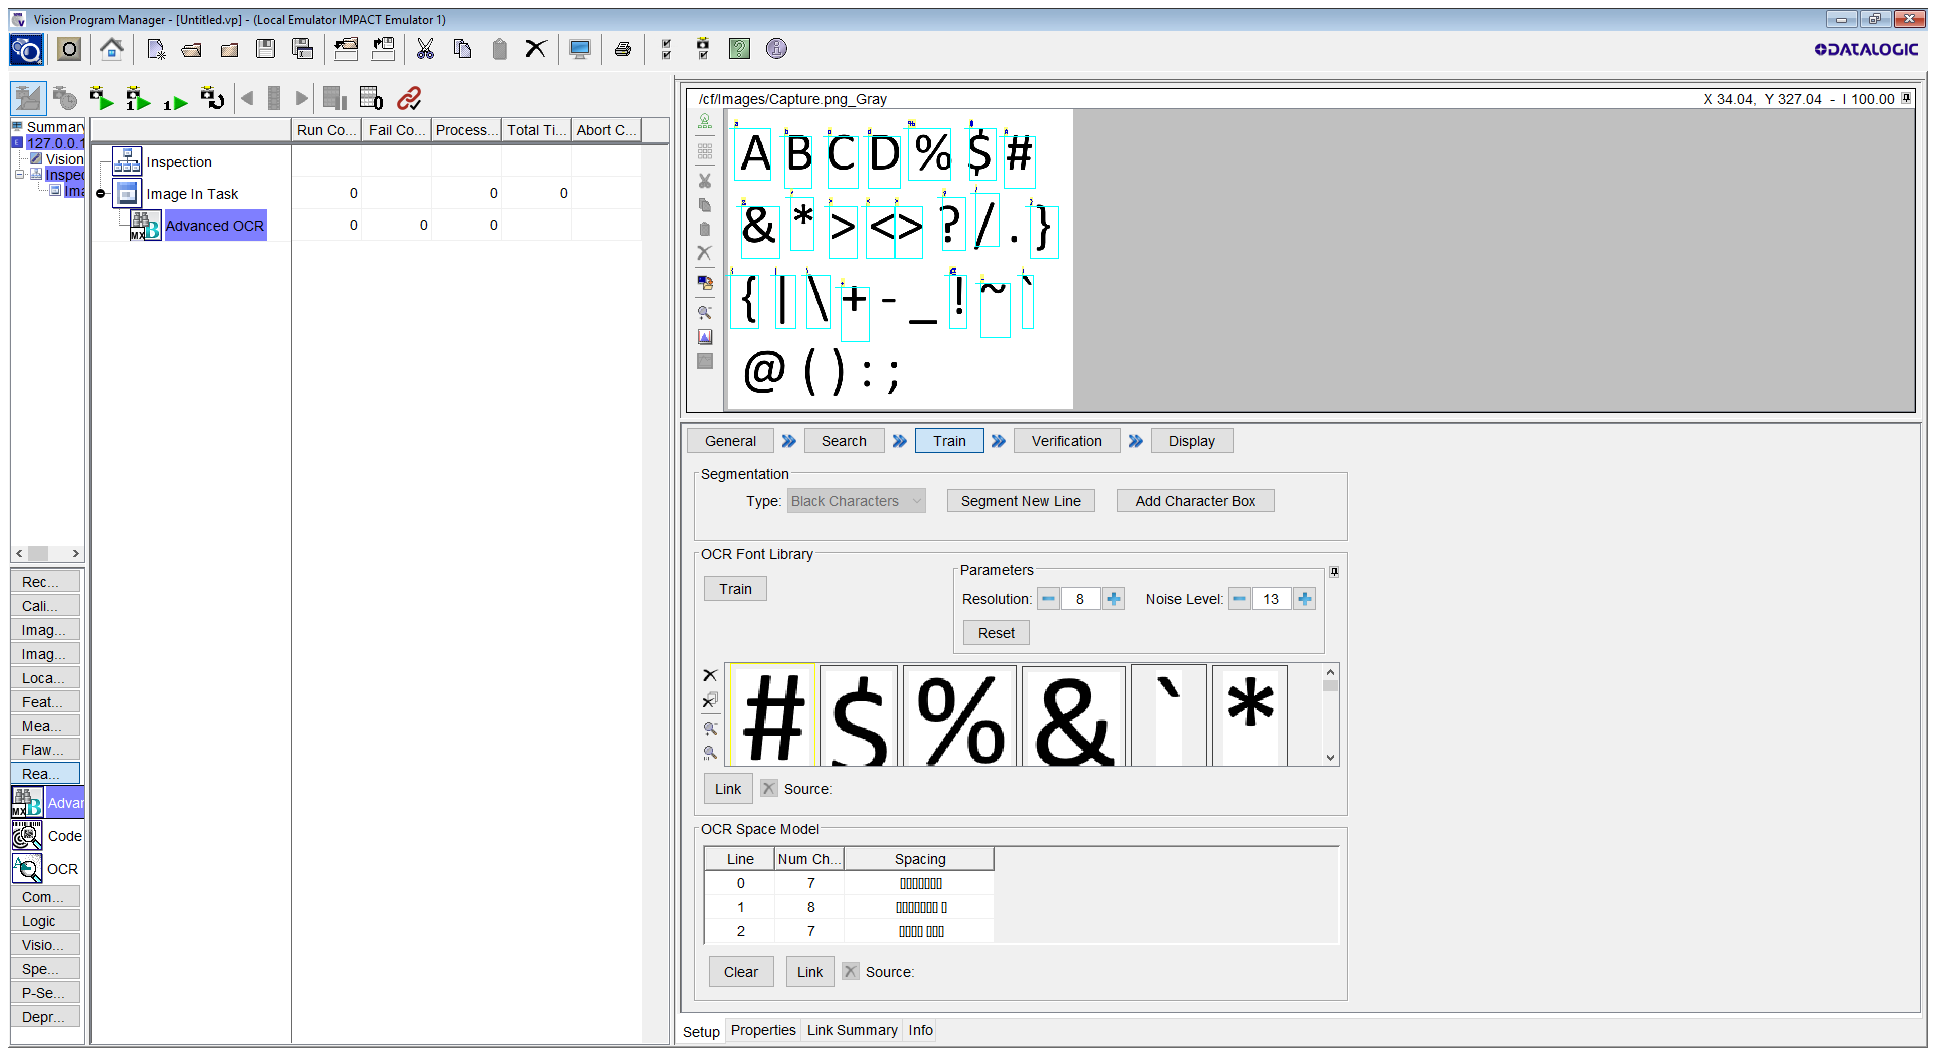 Vision Program Manager - [Untitled.vp] - (Local Emulator IMPACT Emulator 1)
DATALOGIC
Summary
127.0.0.1
Vision
Inspec
Ima
Run Co... Fail Co... Process... Total Ti... Abort C...
Inspection
Image In Task 0 0 0
Advanced OCR 0 0 0
/cf/Images/Capture.png_Gray X 34.04, Y 327.04 - I 100.00
A B C D % $ #
& * > < > ? / . }
{ | \ + - _ ! ~ `
@ ( ) : ;
General Search Train Verification Display
Segmentation
Type: Black Characters Segment New Line Add Character Box
OCR Font Library
Train
Parameters
Resolution: 8 Noise Level: 13
Reset
# $ % & ` *
Link Source:
OCR Space Model
Line Num Ch... Spacing
0 7
1 8
2 7
Clear Link Source:
Setup Properties Link Summary Info
Rec...
Cali...
Imag...
Imag...
Loca...
Feat...
Mea...
Flaw...
Rea...
Advan
Code
OCR
Com...
Logic
Visio...
Spe...
P-Se...
Depr...